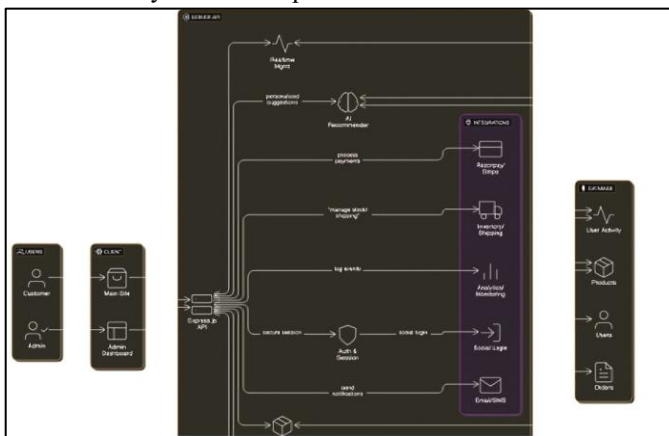 SERVER API
Realtime
Mgmt
personalized
suggestions
AI
Recommender
INTEGRATIONS
process
payments
Razorpay/
Stripe
DATABASE
"manage stock/
shipping"
Inventory/
Shipping
User Activity
USERS
CLIENT
log events
Analytics/
Monitoring
Products
Customer
Main Site
Express.js
API
secure session
Auth &
Session
social login
Social Login
Users
Admin
Admin
Dashboard
send
notifications
Email/SMS
Orders